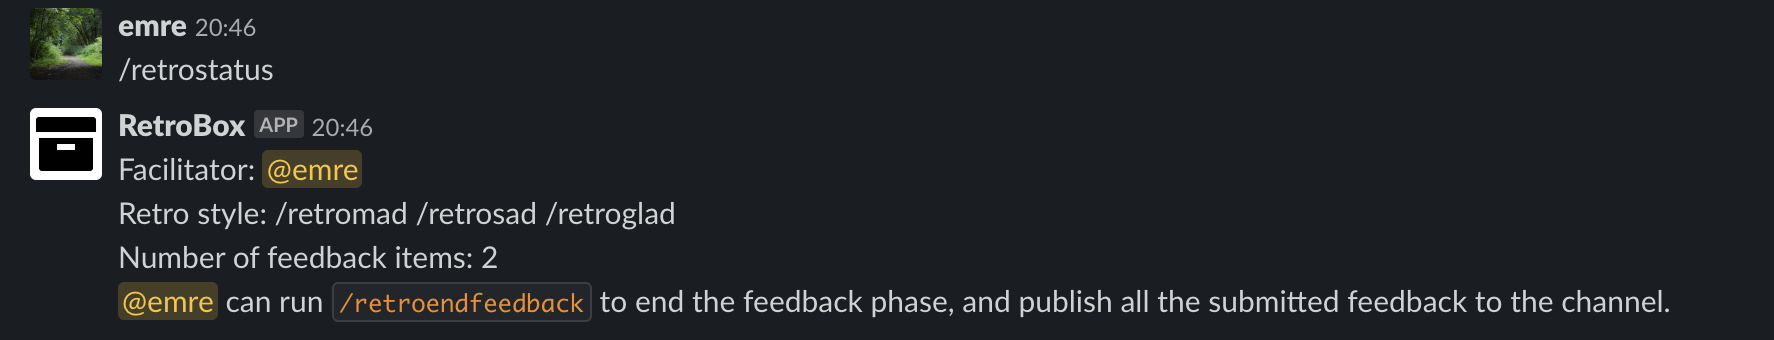 emre 20:46
/retrostatus
RetroBox APP 20:46
Facilitator: @emre
Retro style: /retromad /retrosad /retroglad
Number of feedback items: 2
@emre can run /retroendfeedback to end the feedback phase, and publish all the submitted feedback to the channel.